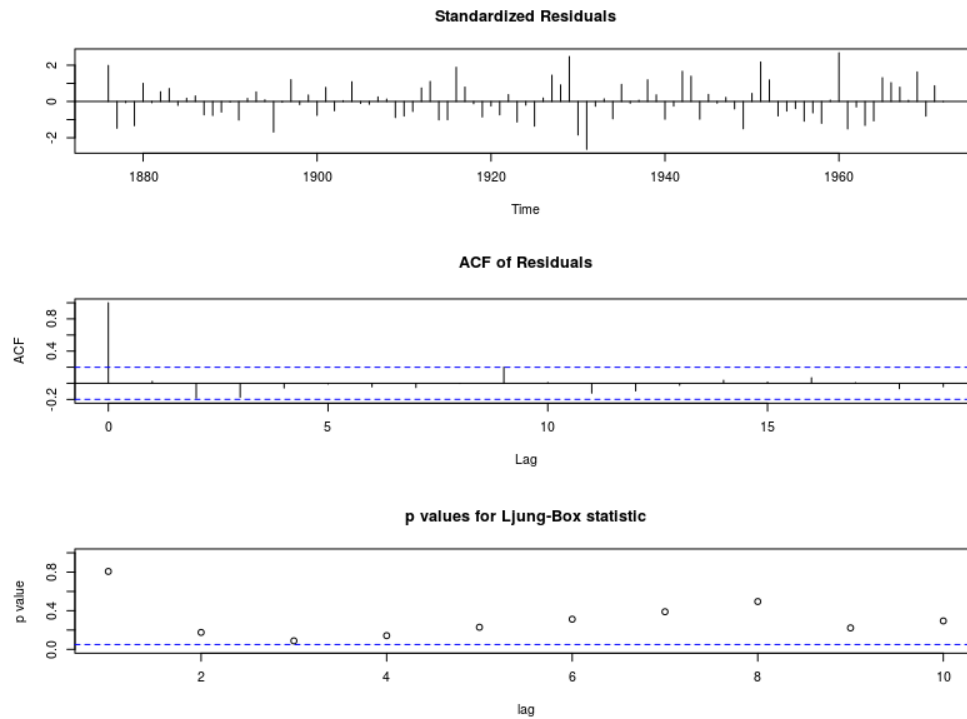 Standardized Residuals
2
0
-2
1880 1900 1920 1940 1960
Time
ACF of Residuals
ACF
0.8
0.4
-0.2
0 5 10 15
Lag
p values for Ljung-Box statistic
p value
0.8
0.4
0.0
2 4 6 8 10
lag